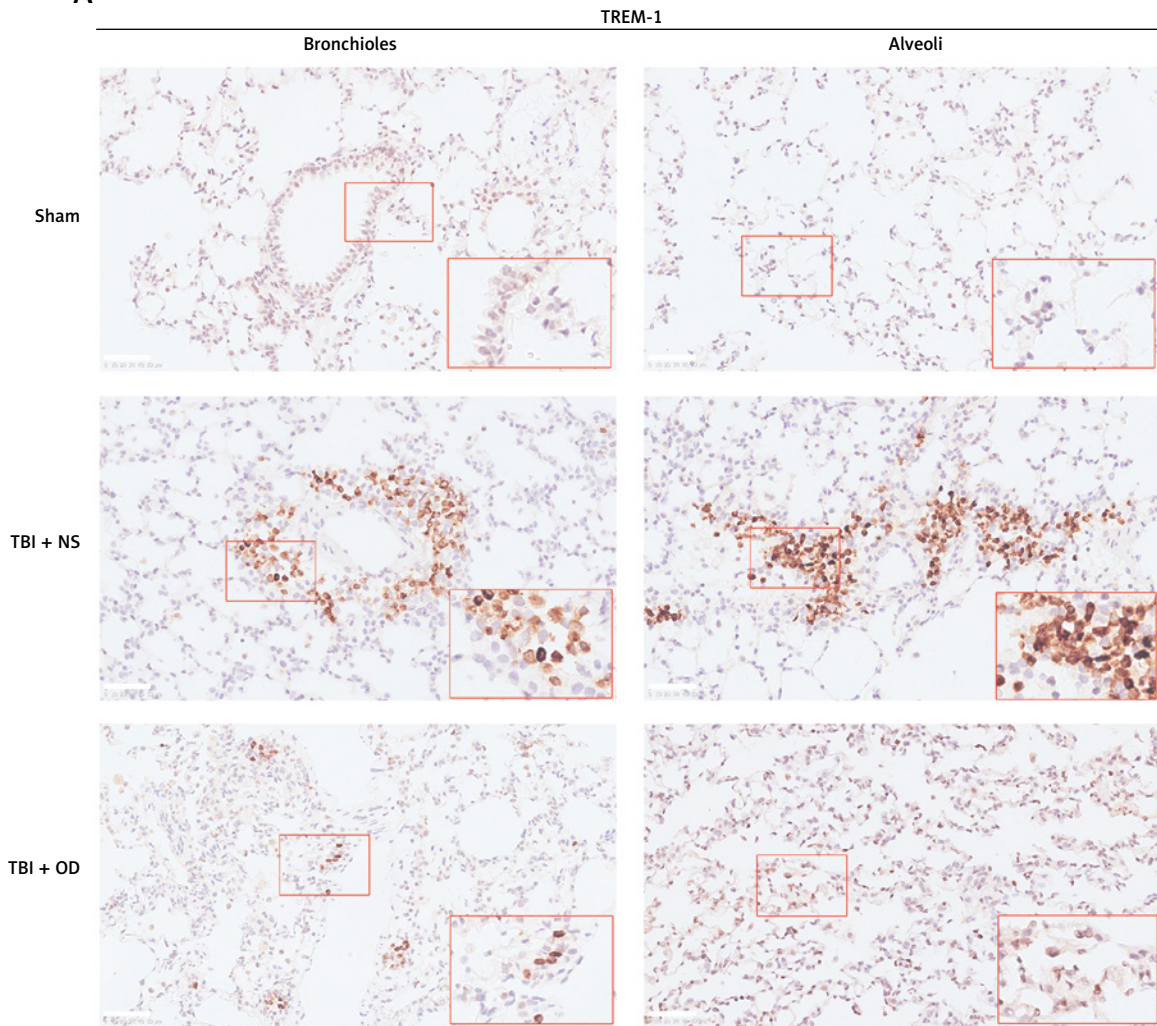 A
TREM-1
Bronchioles Alveoli
Sham
TBI + NS
TBI + OD